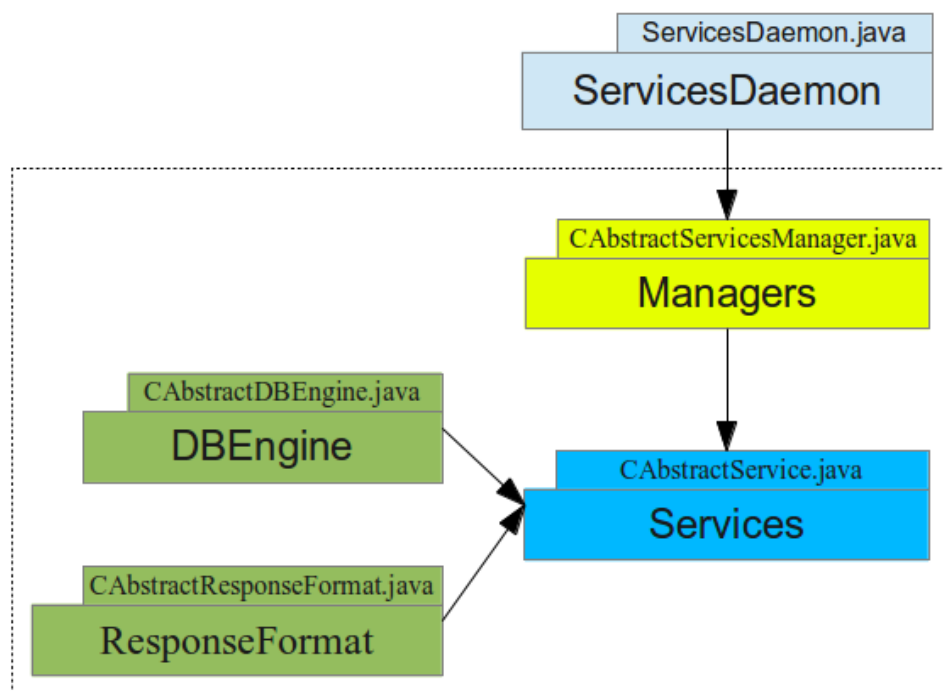 ServicesDaemon.java
ServicesDaemon
CAbstractServicesManager.java
Managers
CAbstractDBEngine.java
DBEngine
CAbstractService.java
Services
CAbstractResponseFormat.java
ResponseFormat